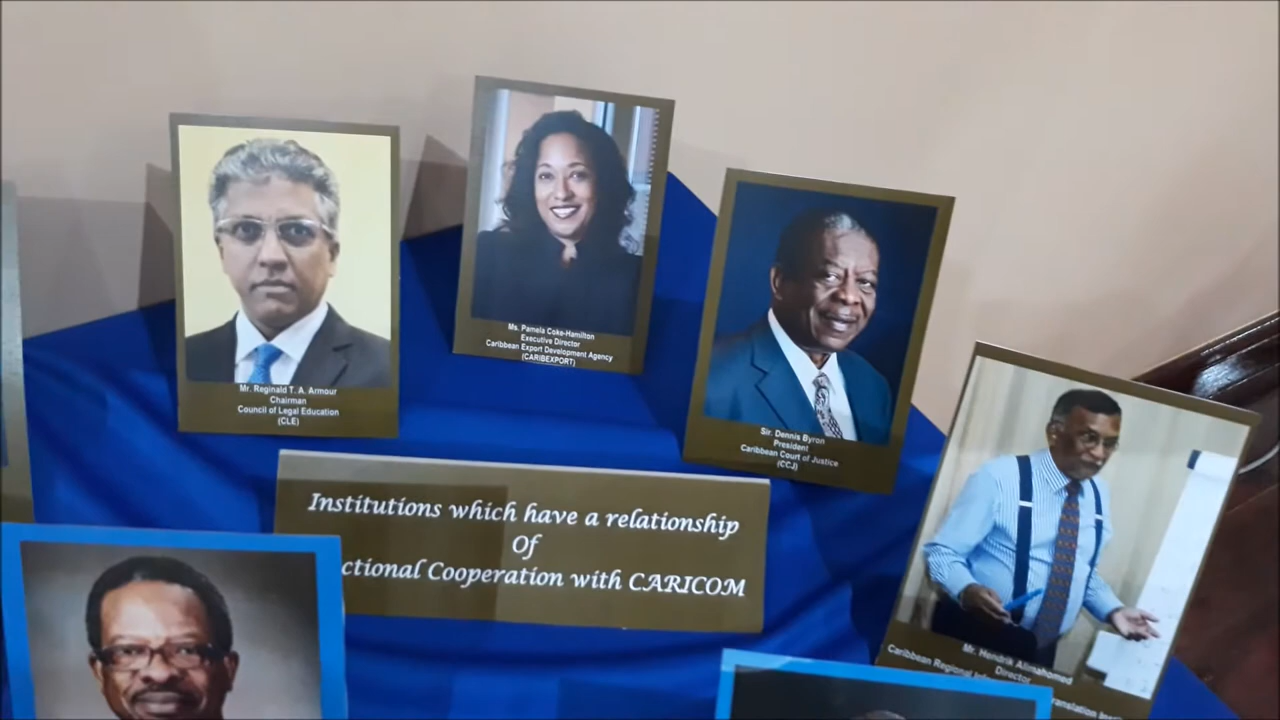 Mr. Reginald T. A. Armour
Chairman
Council of Legal Education
(CLE)
Ms. Pamela Coke-Hamilton
Executive Director
Caribbean Export Development Agency
(CARIBEXPORT)
Sir. Dennis Byron
President
Caribbean Court of Justice
(CCJ)
Institutions which have a relationship
Of
ctional Cooperation with CARICOM
Mr. Hendrik Alimahomed
Director
Caribbean Regional